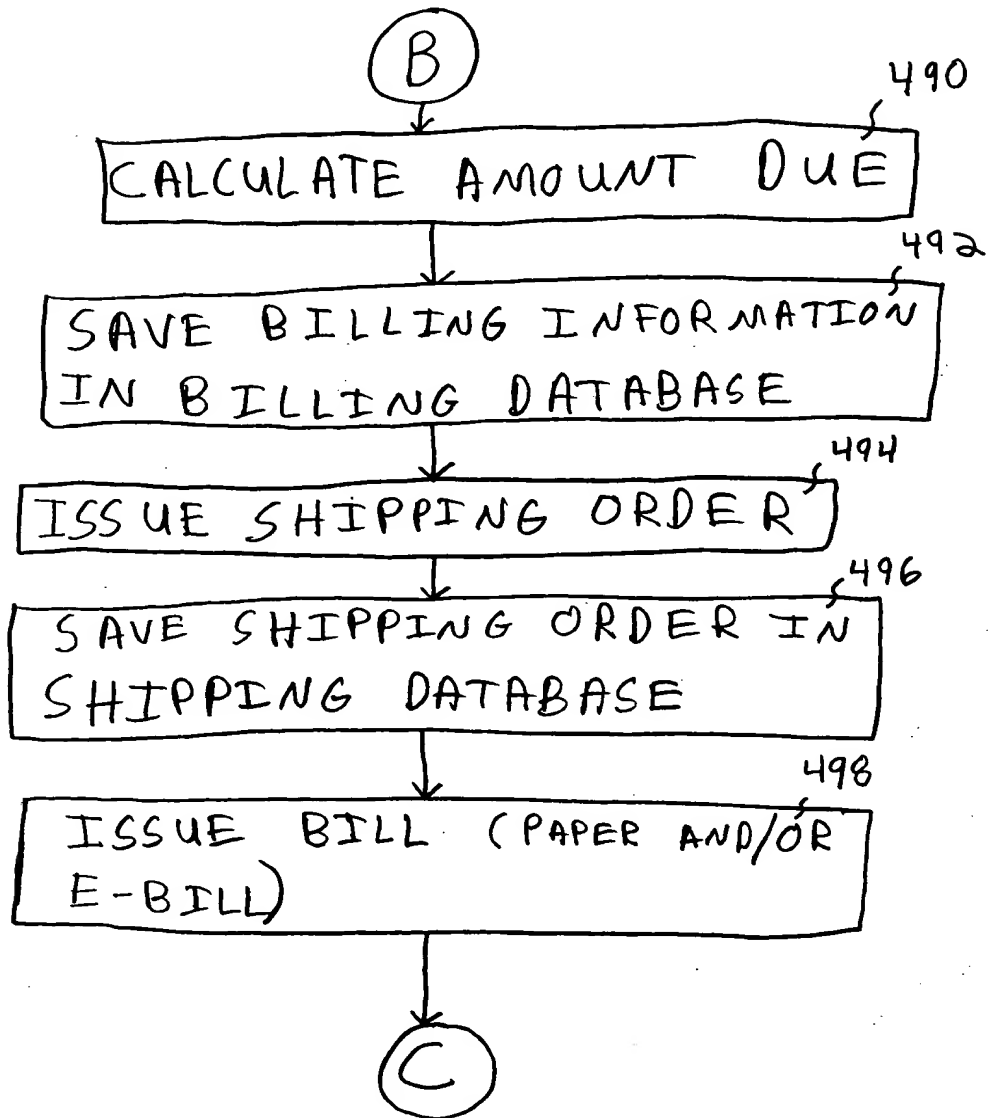 B
490
CALCULATE AMOUNT DUE
492
SAVE BILLING INFORMATION
IN BILLING DATABASE
494
ISSUE SHIPPING ORDER
496
SAVE SHIPPING ORDER IN
SHIPPING DATABASE
498
ISSUE BILL (PAPER AND/OR
E-BILL)
C